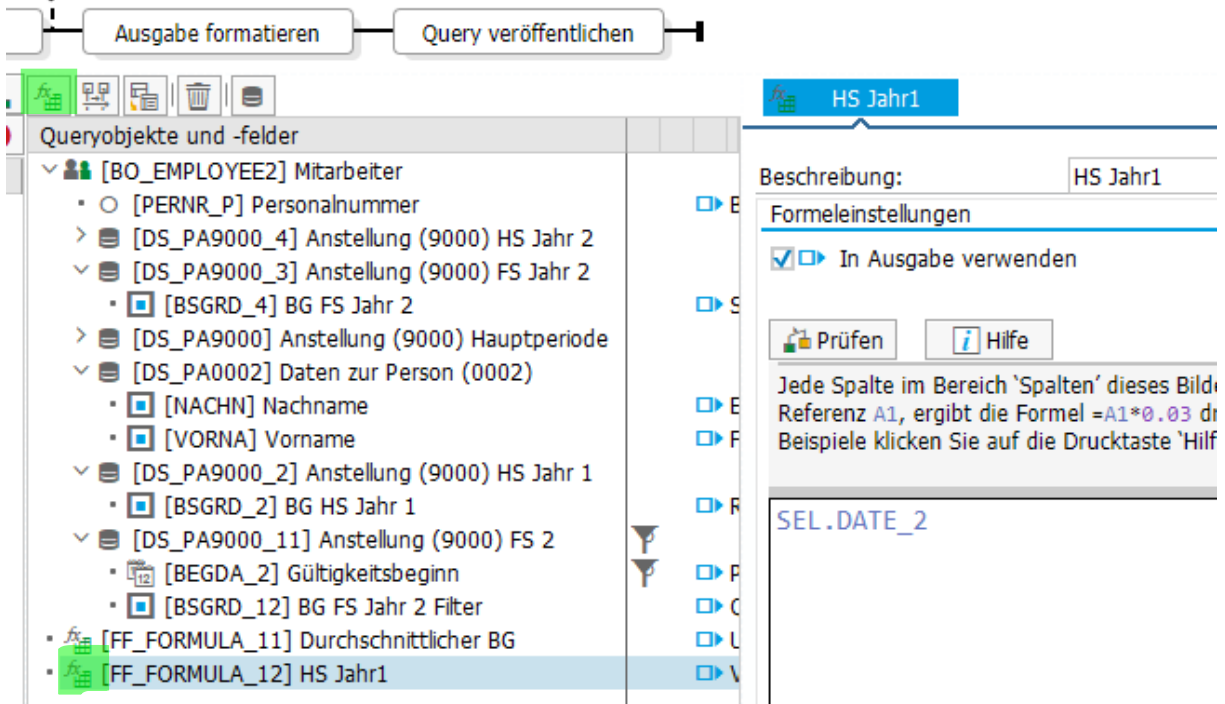 Ausgabe formatieren
Query veröffentlichen
Queryobjekte und -felder
[BO_EMPLOYEE2] Mitarbeiter
[PERNR_P] Personalnummer
[DS_PA9000_4] Anstellung (9000) HS Jahr 2
[DS_PA9000_3] Anstellung (9000) FS Jahr 2
[BSGRD_4] BG FS Jahr 2
[DS_PA9000] Anstellung (9000) Hauptperiode
[DS_PA0002] Daten zur Person (0002)
[NACHN] Nachname
[VORNA] Vorname
[DS_PA9000_2] Anstellung (9000) HS Jahr 1
[BSGRD_2] BG HS Jahr 1
[DS_PA9000_11] Anstellung (9000) FS 2
[BEGDA_2] Gültigkeitsbeginn
[BSGRD_12] BG FS Jahr 2 Filter
[FF_FORMULA_11] Durchschnittlicher BG
[FF_FORMULA_12] HS Jahr1
HS Jahr1
Beschreibung: HS Jahr1
Formeleinstellungen
In Ausgabe verwenden
Prüfen
Hilfe
Jede Spalte im Bereich `Spalten´ dieses
Referenz A1, ergibt die Formel =A1*0.03
Beispiele klicken Sie auf die Drucktaste
SEL.DATE_2